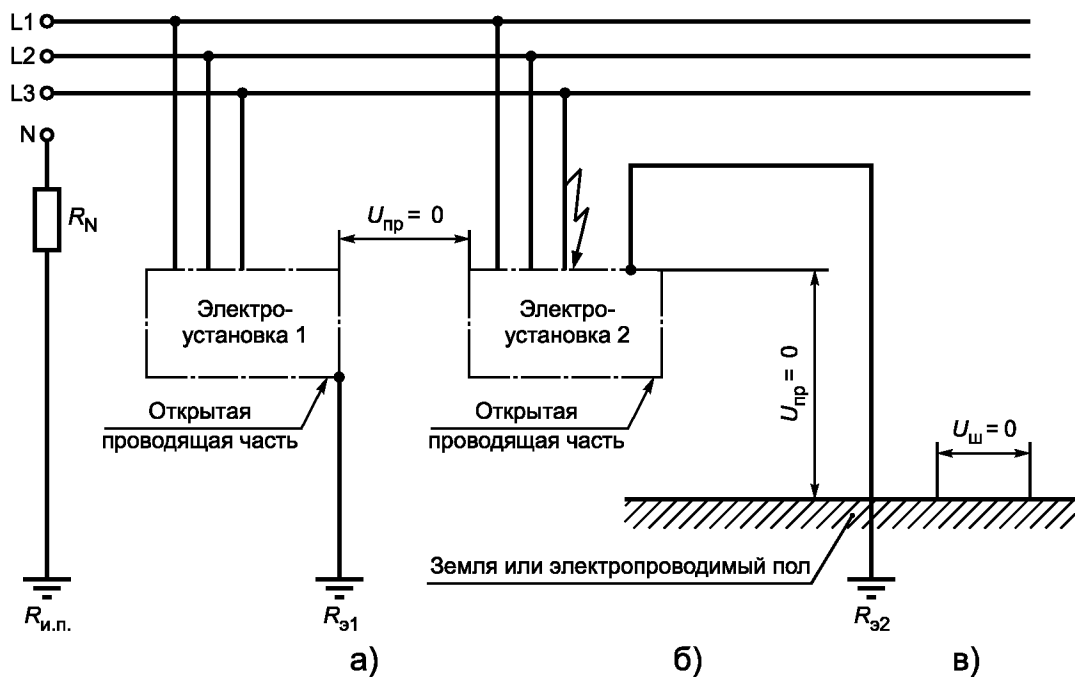 L1
L2
L3
N
R_N
U_пр = 0
Электро-
установка 1
Электро-
установка 2
U_пр = 0
Открытая
проводящая часть
Открытая
проводящая часть
U_ш = 0
Земля или электропроводимый пол
R_и.п.
R_э1
R_э2
а)
б)
в)